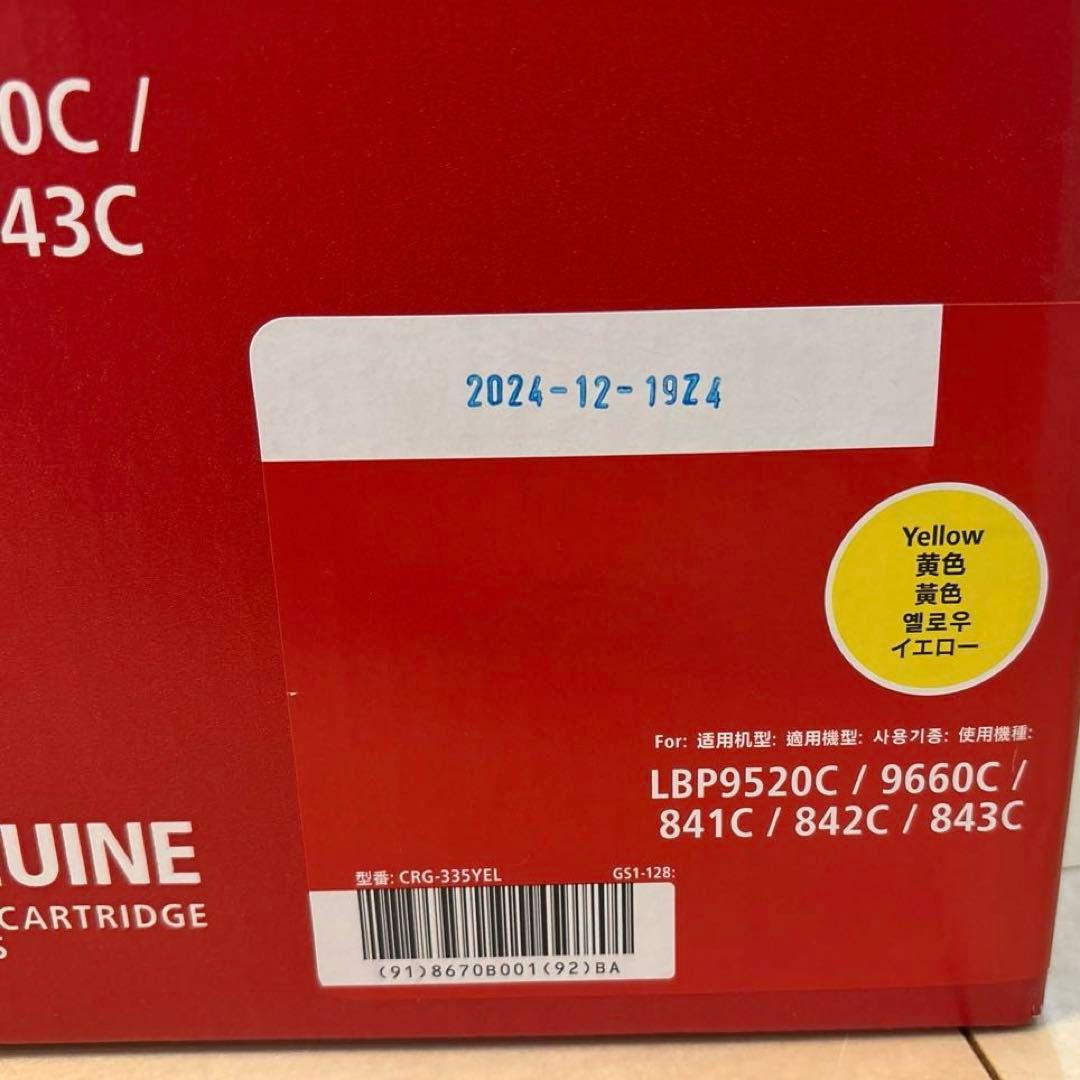 0C /
43C
2024-12-19Z4
Yellow
黄色
黃色
옐로우
イエロー
For: 适用机型: 適用機型: 사용기종: 使用機種:
LBP9520C / 9660C /
841C / 842C / 843C
UINE
CARTRIDGE
S
型番: CRG-335YEL
GS1-128:
(91)8670B001(92)BA